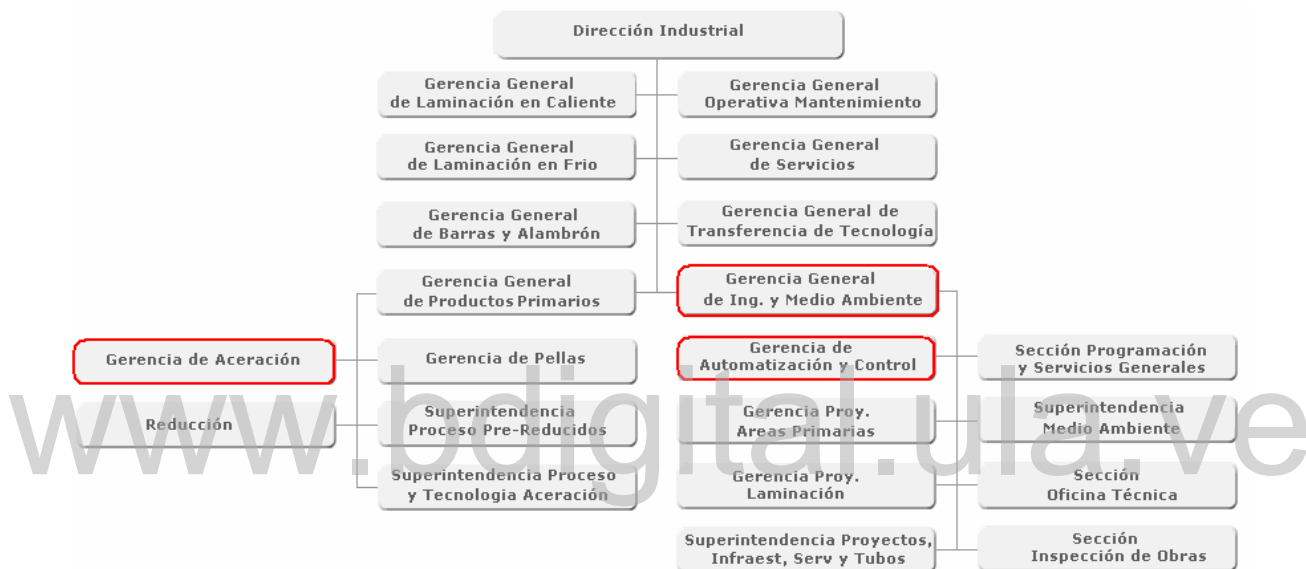 Dirección Industrial
Gerencia General
de Laminación en Caliente
Gerencia General
Operativa Mantenimiento
Gerencia General
de Laminación en Frio
Gerencia General
de Servicios
Gerencia General
de Barras y Alambrón
Gerencia General de
Transferencia de Tecnología
Gerencia General
de Productos Primarios
Gerencia General
de Ing. y Medio Ambiente
Gerencia de Aceración
Gerencia de Pellas
Gerencia de
Automatización y Control
Sección Programación
y Servicios Generales
Reducción
Superintendencia
Proceso Pre-Reducidos
Gerencia Proy.
Areas Primarias
Superintendencia
Medio Ambiente
Superintendencia Proceso
y Tecnologia Aceración
Gerencia Proy.
Laminación
Sección
Oficina Técnica
Superintendencia Proyectos,
Infraest, Serv y Tubos
Sección
Inspección de Obras
www.bdigital.ula.ve